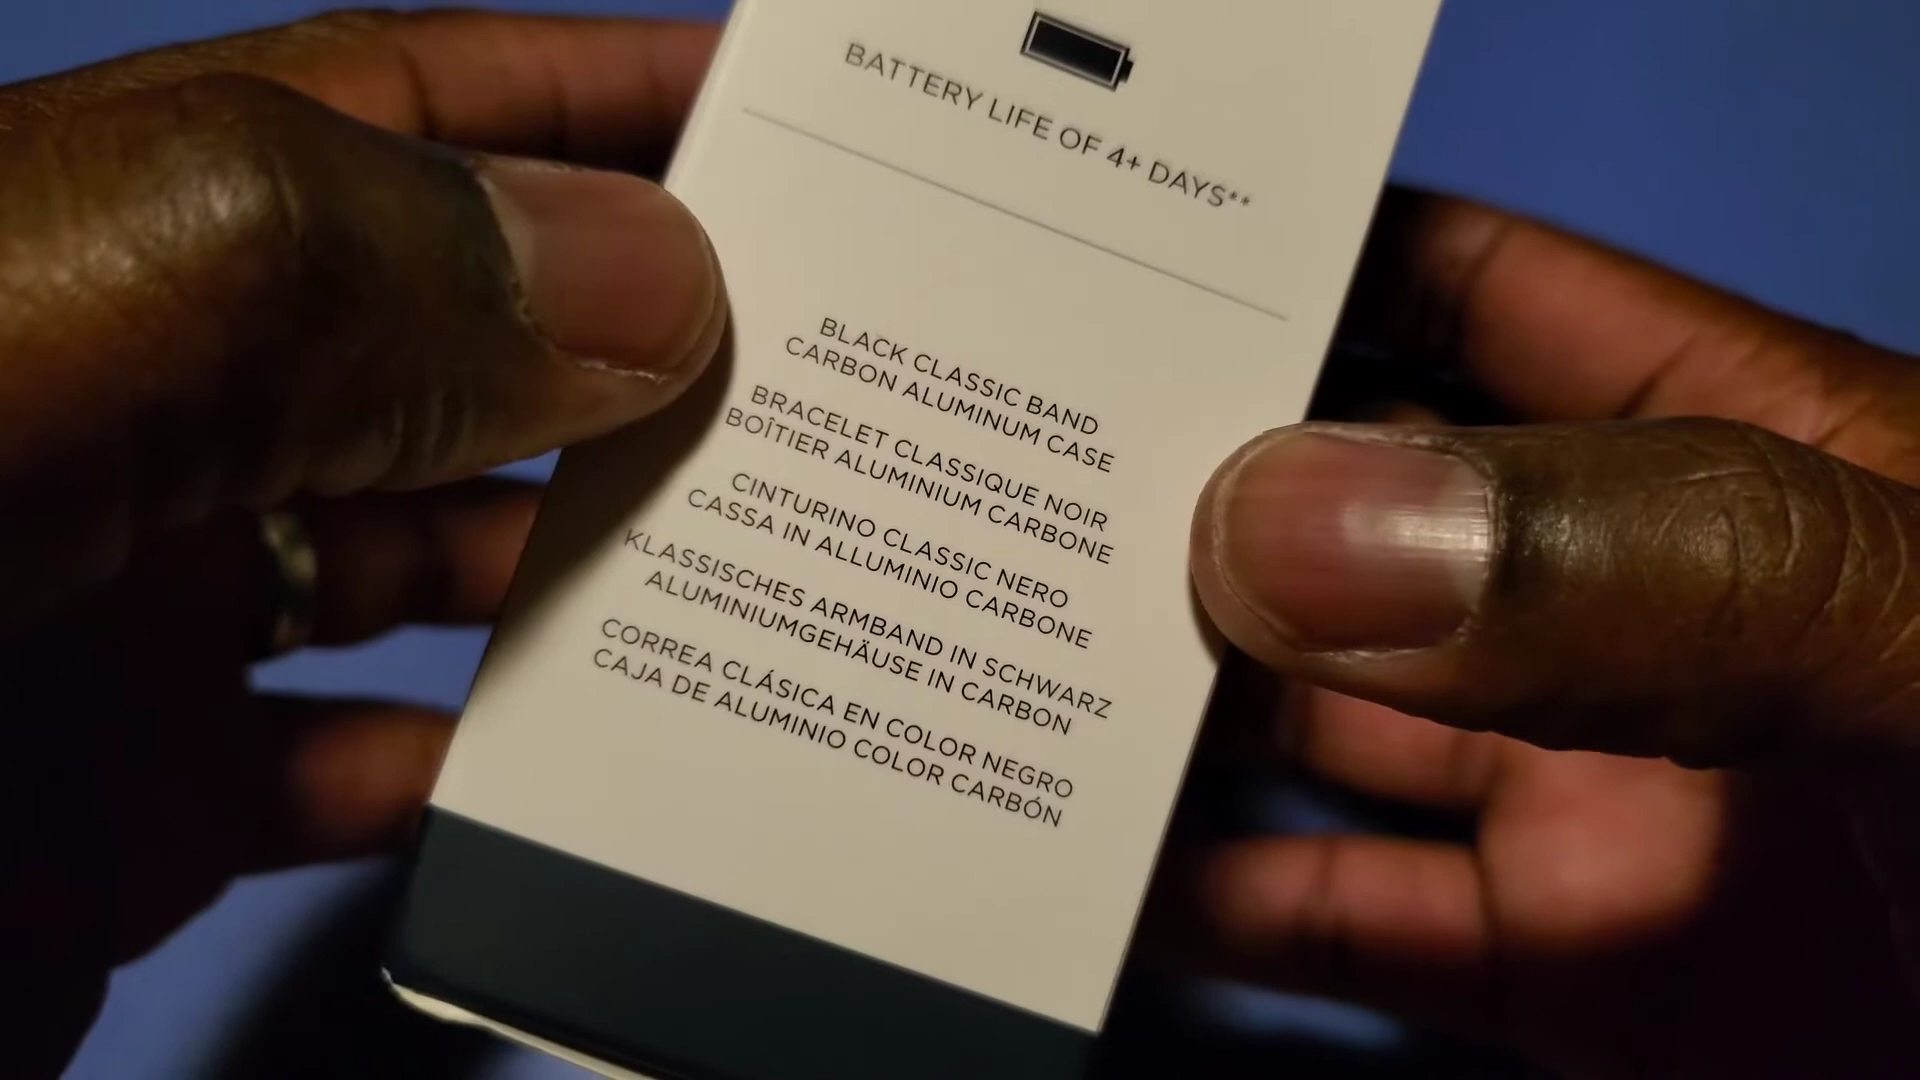 BATTERY LIFE OF 4+ DAYS**
BLACK CLASSIC BAND
CARBON ALUMINUM CASE
BRACELET CLASSIQUE NOIR
BOÎTIER ALUMINIUM CARBONE
CINTURINO CLASSIC NERO
CASSA IN ALLUMINIO CARBONE
KLASSISCHES ARMBAND IN SCHWARZ
ALUMINIUMGEHÄUSE IN CARBON
CORREA CLÁSICA EN COLOR NEGRO
CAJA DE ALUMINIO COLOR CARBÓN